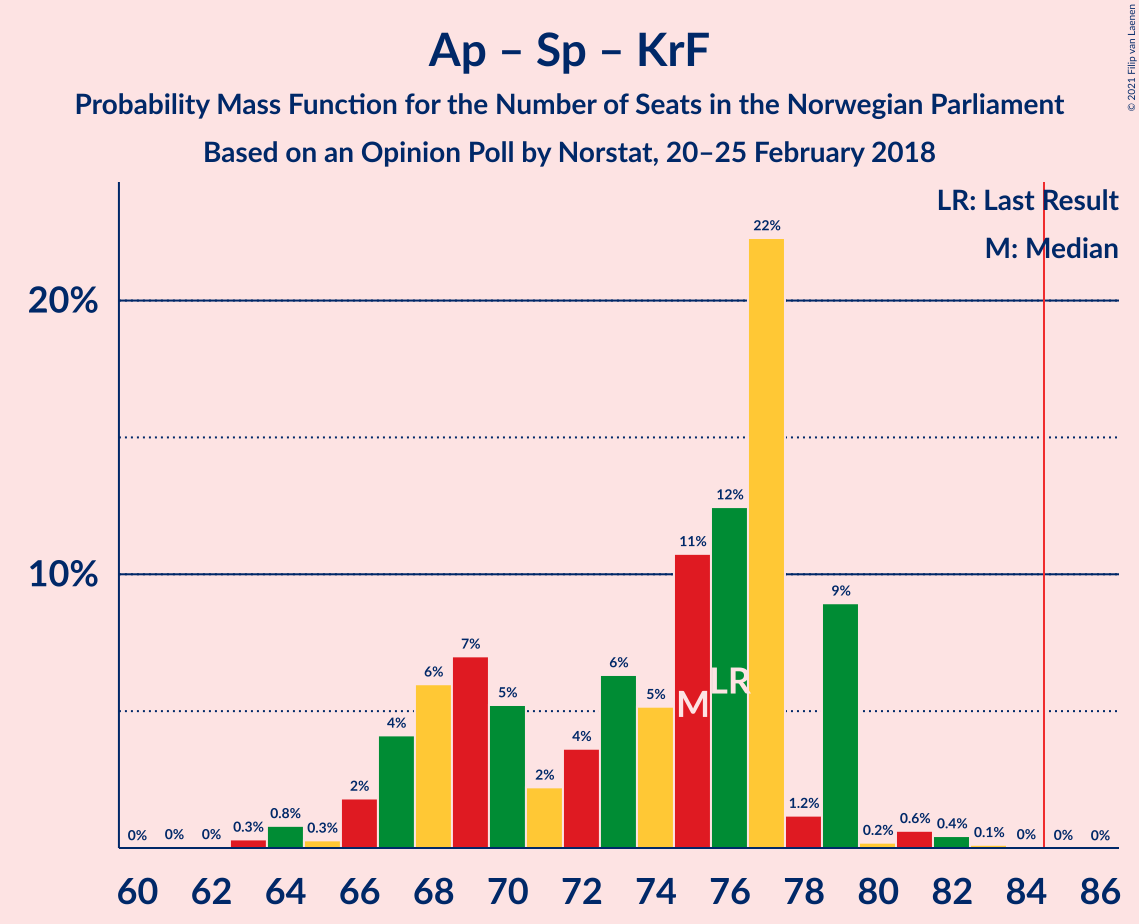 Ap – Sp – KrF
Probability Mass Function for the Number of Seats in the Norwegian Parliament
Based on an Opinion Poll by Norstat, 20–25 February 2018
© 2021 Filip van Laenen
LR: Last Result
M: Median
20%
10%
0% 0% 0% 0.3% 0.8% 0.3% 2% 4% 6% 7% 5% 2% 4% 6% 5% 11% 12% 22% 1.2% 9% 0.2% 0.6% 0.4% 0.1% 0% 0% 0%
M LR
60 62 64 66 68 70 72 74 76 78 80 82 84 86